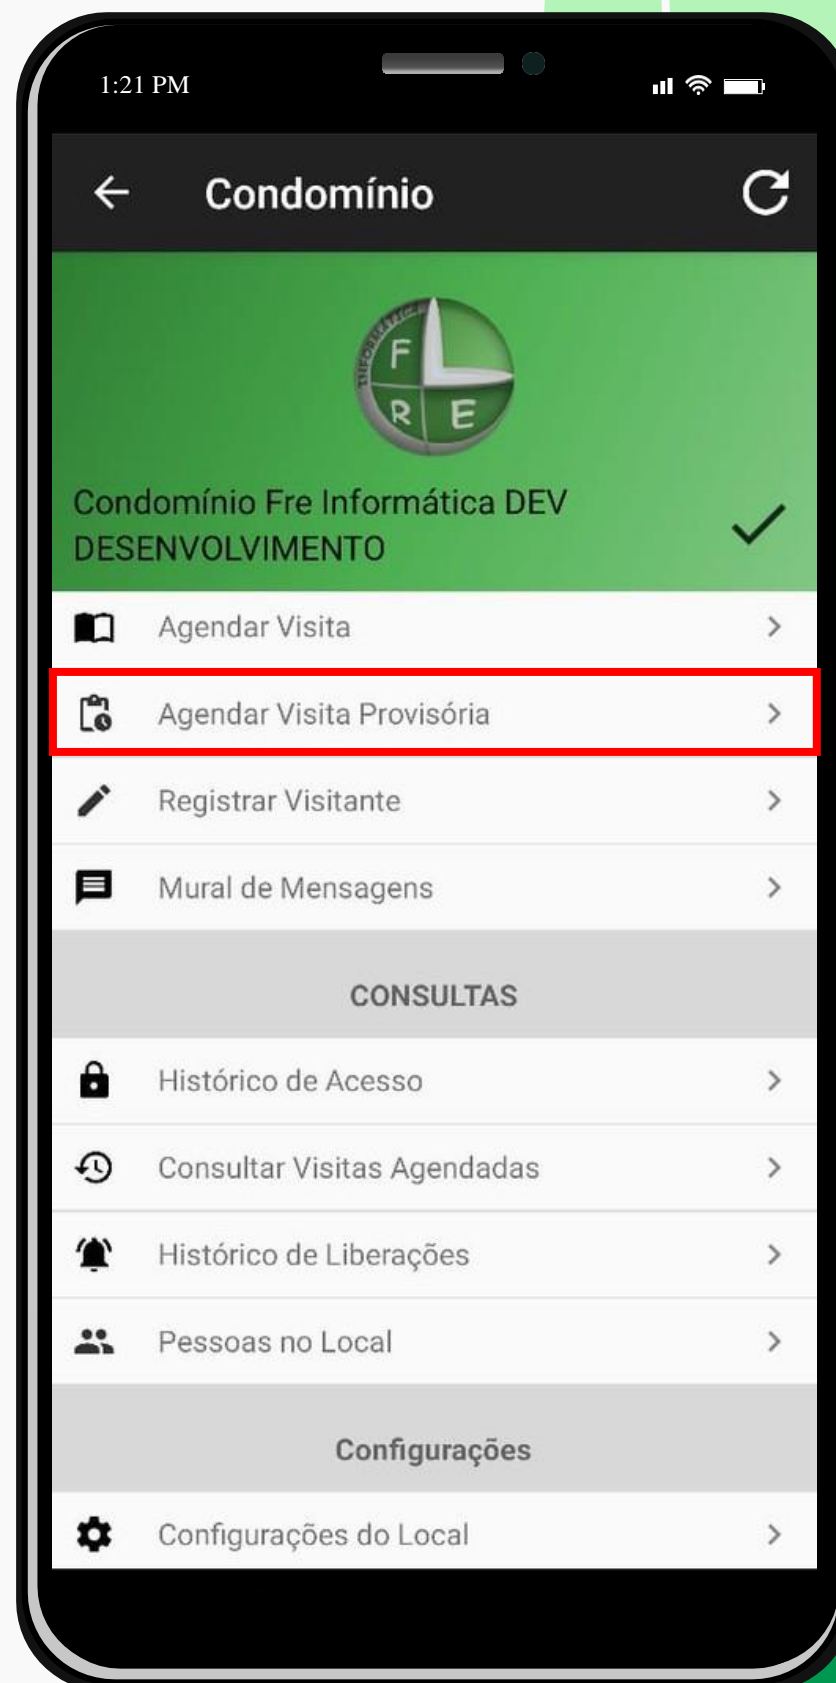 1:21 PM
Condomínio
INFORMÁTICA
F
R E
Condomínio Fre Informática DEV
DESENVOLVIMENTO
Agendar Visita
Agendar Visita Provisória
Registrar Visitante
Mural de Mensagens
CONSULTAS
Histórico de Acesso
Consultar Visitas Agendadas
Histórico de Liberações
Pessoas no Local
Configurações
Configurações do Local